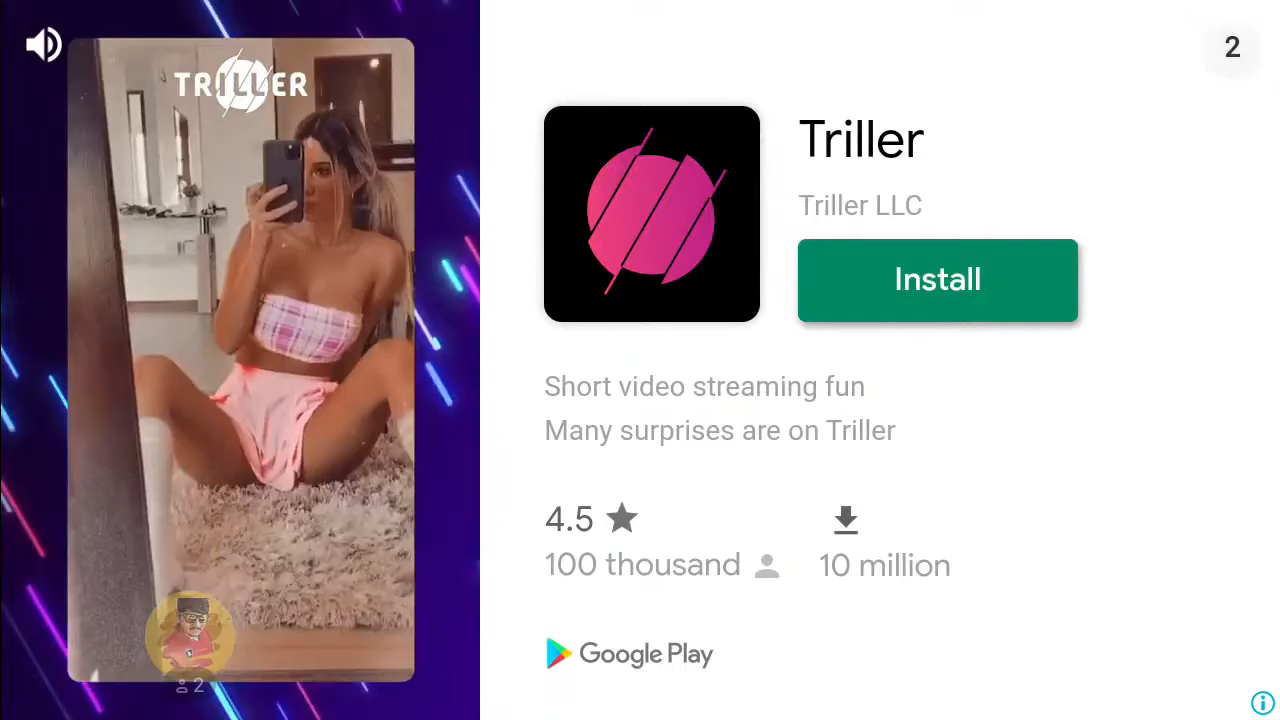 TRILLER
2
2
Triller
Triller LLC
Install
Short video streaming fun
Many surprises are on Triller
4.5
100 thousand
10 million
Google Play